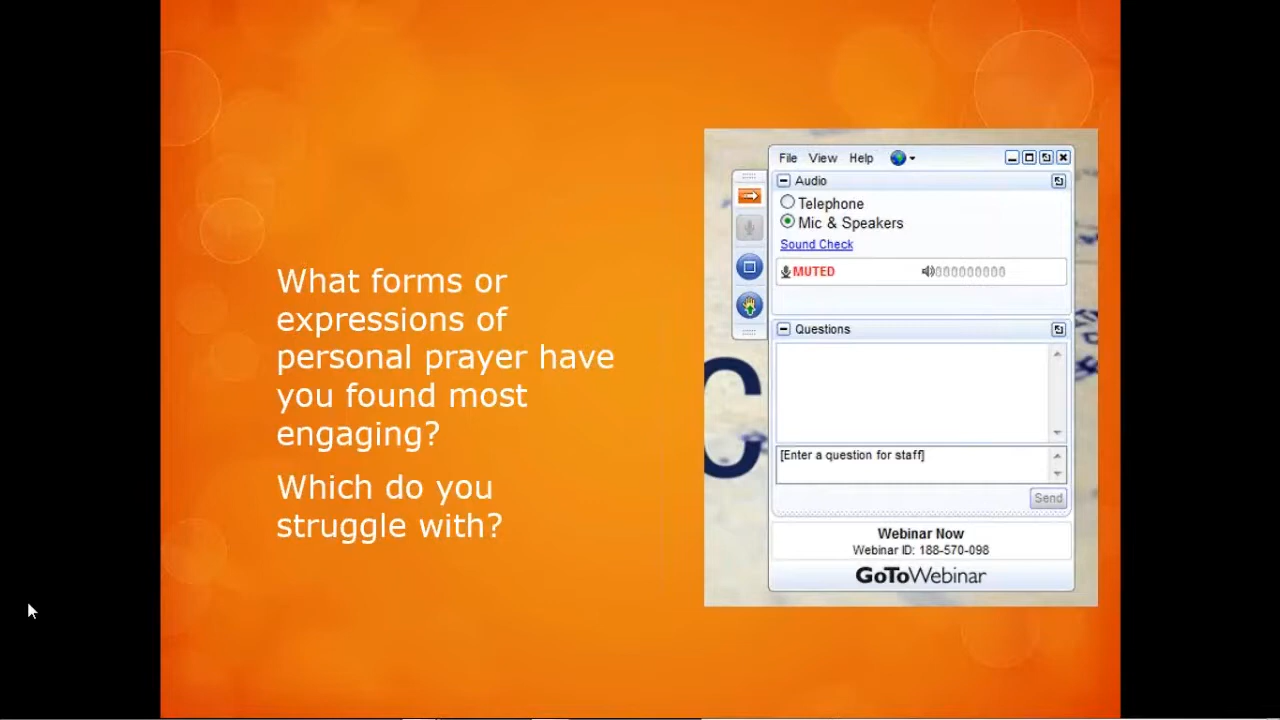 What forms or
expressions of
personal prayer have
you found most
engaging?
Which do you
struggle with?
File View Help
Audio
Telephone
Mic & Speakers
Sound Check
MUTED
000000000
Questions
[Enter a question for staff]
Send
Webinar Now
Webinar ID: 188-570-098
GoToWebinar
C